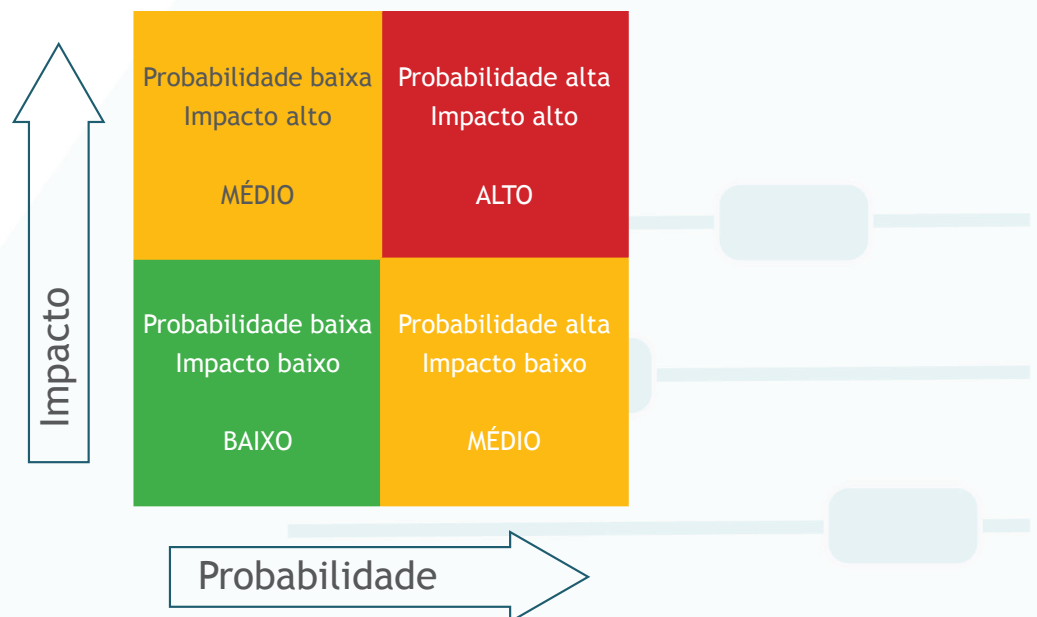 Probabilidade baixa
Impacto alto
MÉDIO
Probabilidade alta
Impacto alto
ALTO
Probabilidade baixa
Impacto baixo
BAIXO
Probabilidade alta
Impacto baixo
MÉDIO
Impacto
Probabilidade